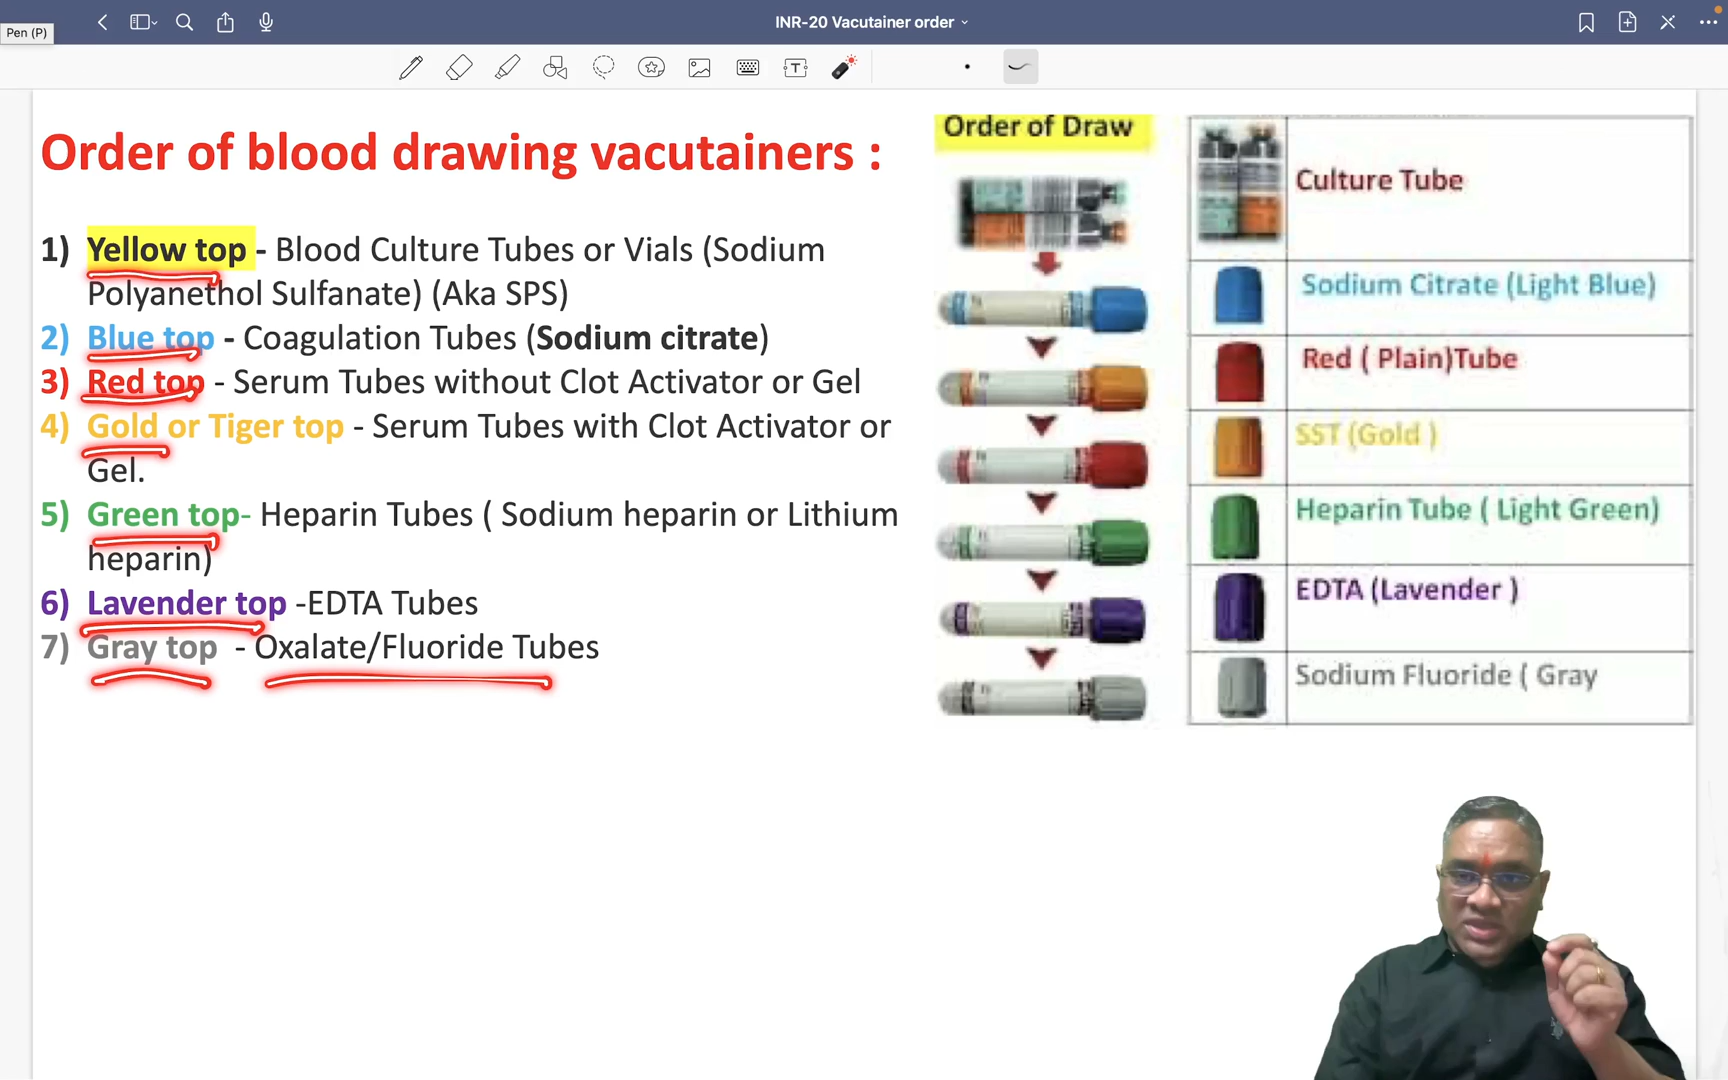 Pen (P)
INR-20 Vacutainer order
Order of blood drawing vacutainers :
1) Yellow top - Blood Culture Tubes or Vials (Sodium
Polyanethol Sulfanate) (Aka SPS)
2) Blue top - Coagulation Tubes (Sodium citrate)
3) Red top - Serum Tubes without Clot Activator or Gel
4) Gold or Tiger top - Serum Tubes with Clot Activator or
Gel.
5) Green top- Heparin Tubes ( Sodium heparin or Lithium
heparin)
6) Lavender top -EDTA Tubes
7) Gray top - Oxalate/Fluoride Tubes
Order of Draw
Culture Tube
Sodium Citrate (Light Blue)
Red ( Plain)Tube
SST (Gold )
Heparin Tube ( Light Green)
EDTA (Lavender )
Sodium Fluoride ( Gray